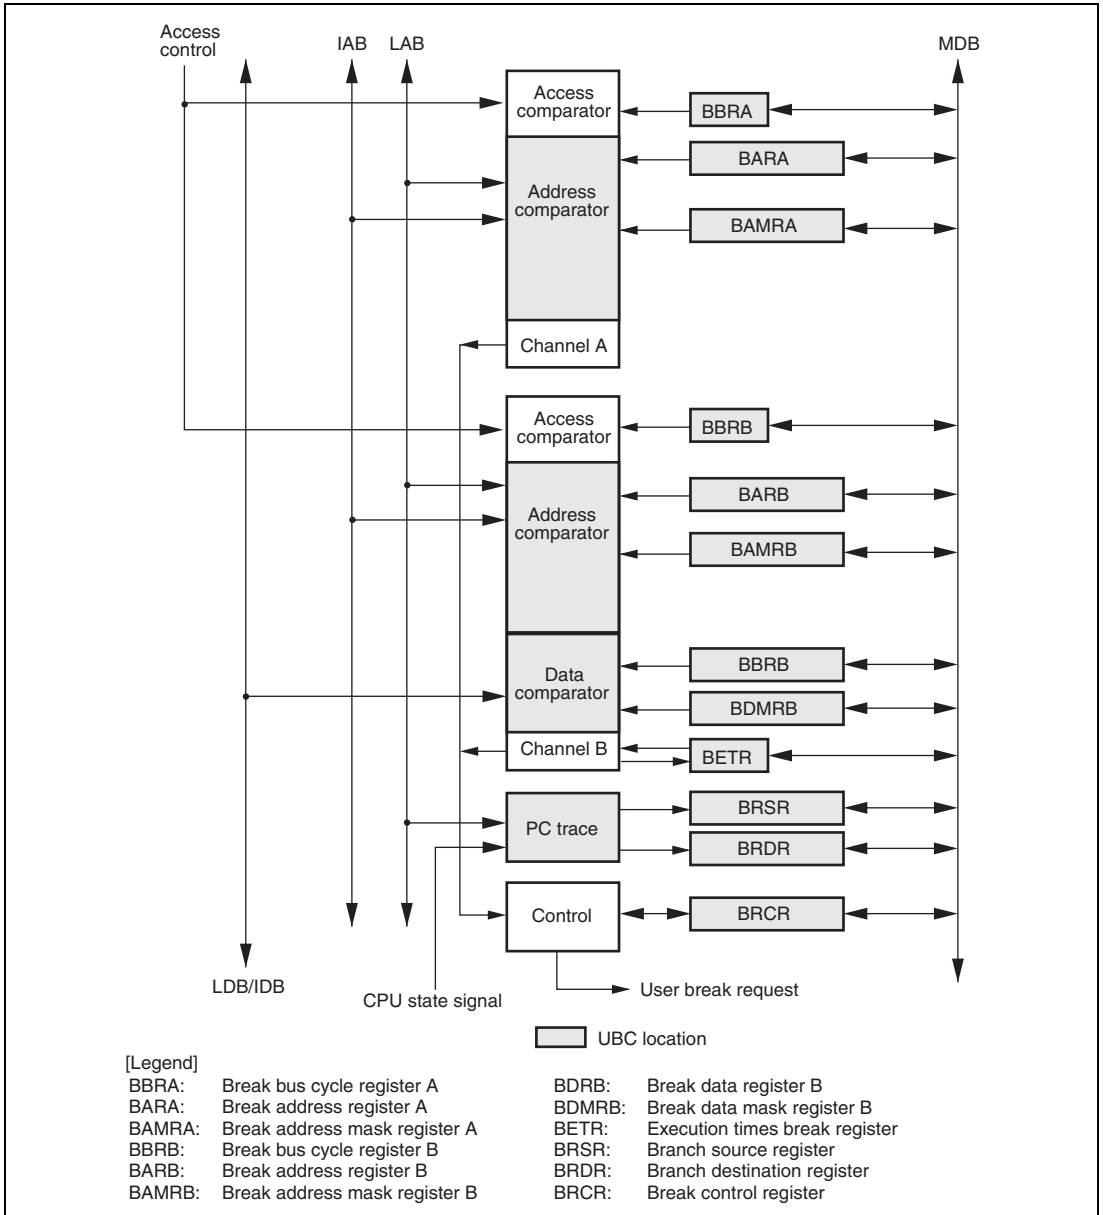 Access
control
IAB
LAB
MDB
Access
comparator
BBRA
BARA
Address
comparator
BAMRA
Channel A
Access
comparator
BBRB
BARB
Address
comparator
BAMRB
BBRB
Data
comparator
BDMRB
Channel B
BETR
BRSR
PC trace
BRDR
Control
BRCR
LDB/IDB
CPU state signal
User break request
UBC location
[Legend]
BBRA: Break bus cycle register A
BARA: Break address register A
BAMRA: Break address mask register A
BBRB: Break bus cycle register B
BARB: Break address register B
BAMRB: Break address mask register B
BDRB: Break data register B
BDMRB: Break data mask register B
BETR: Execution times break register
BRSR: Branch source register
BRDR: Branch destination register
BRCR: Break control register